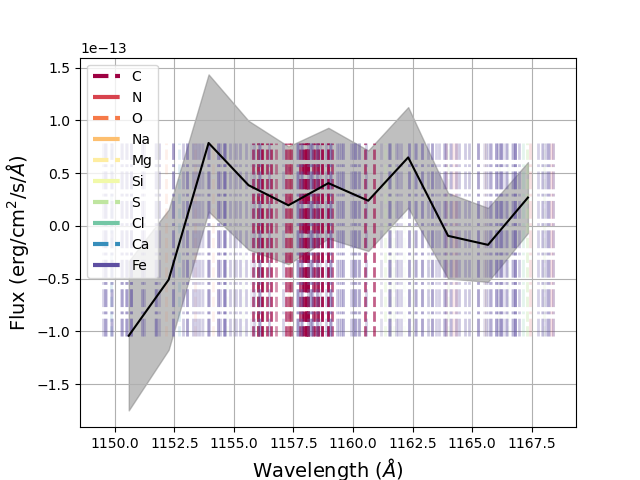 1e−13
1.5
1.0
0.5
0.0
−0.5
−1.0
−1.5
Flux (erg/cm²/s/Å)
C
N
O
Na
Mg
Si
S
Cl
Ca
Fe
1150.0 1152.5 1155.0 1157.5 1160.0 1162.5 1165.0 1167.5
Wavelength (Å)